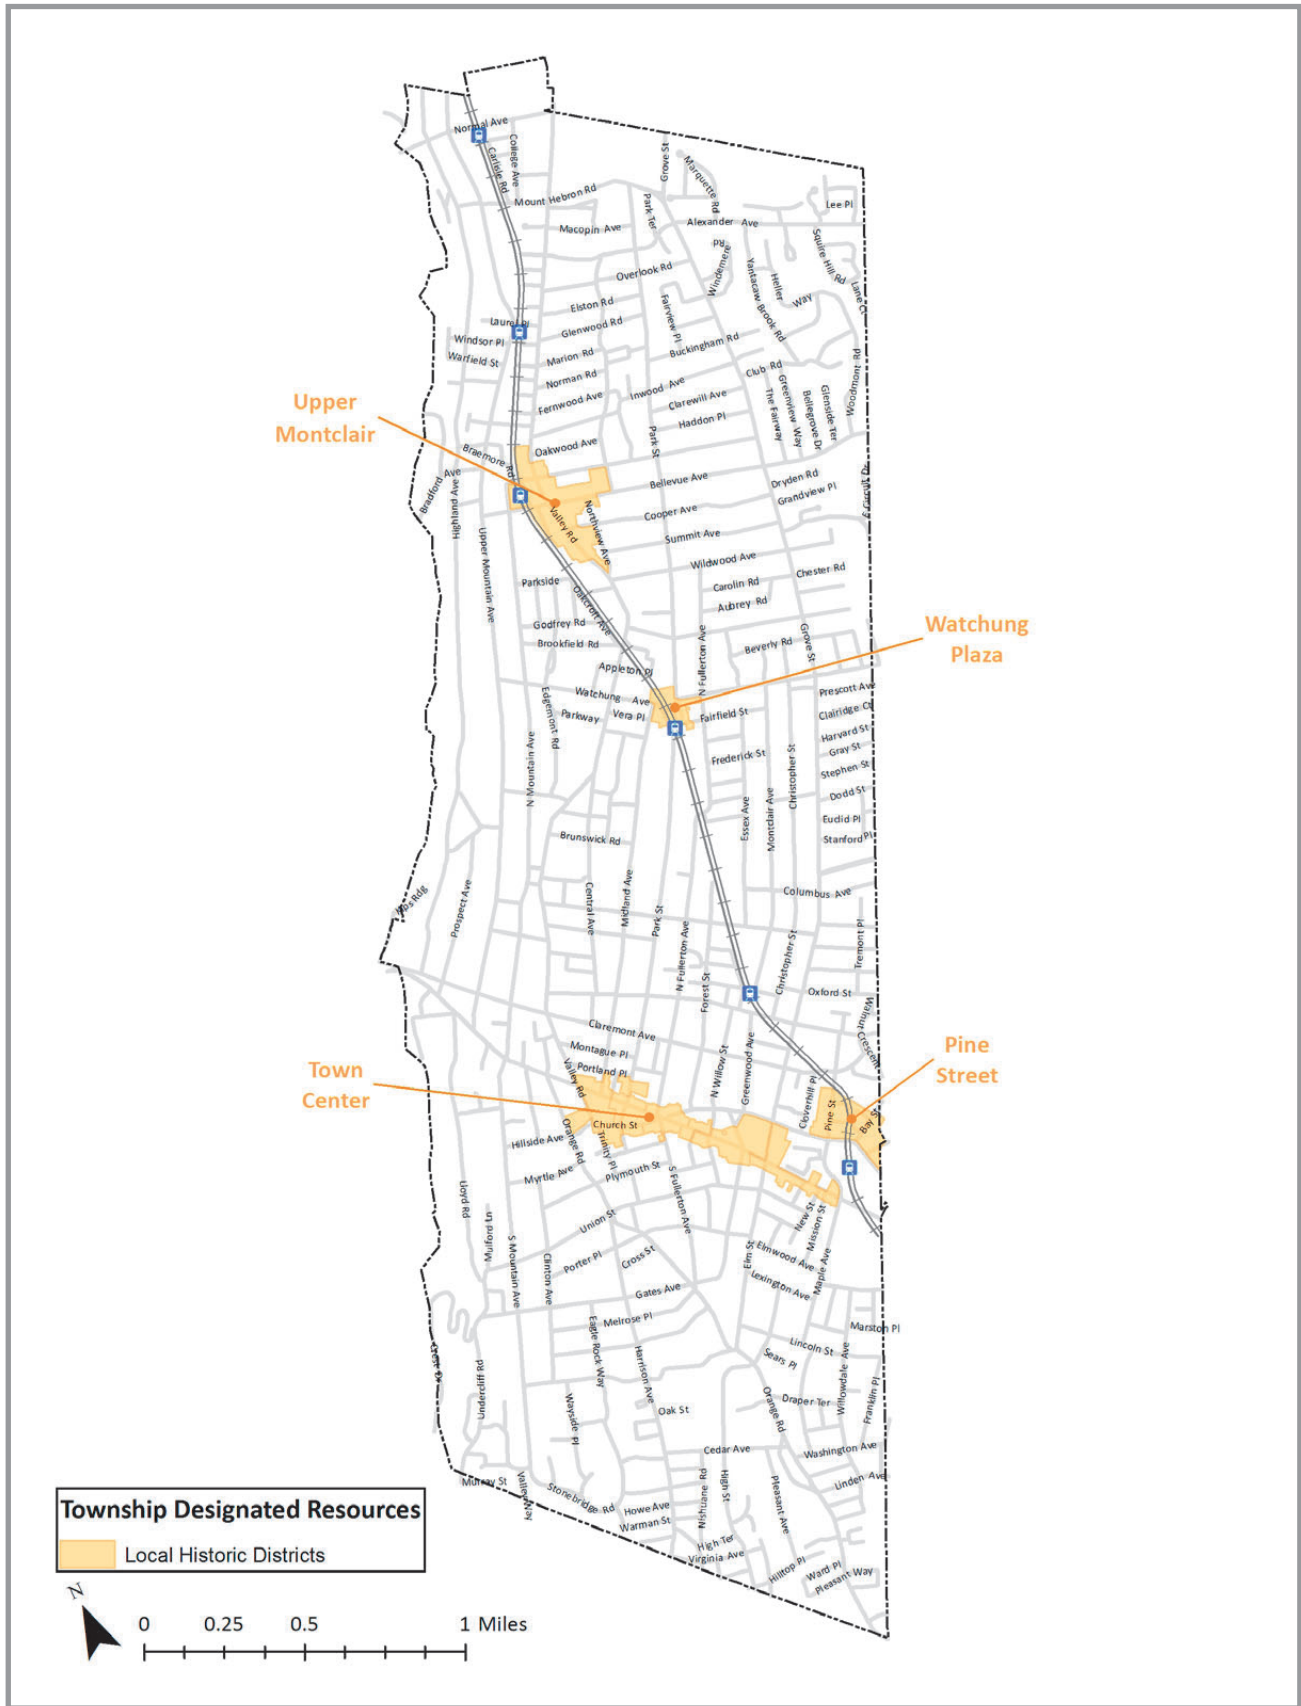 Normal Ave
College Ave
Carlisle Rd
Grove St
Marquette Rd
Mount Hebron Rd
Park Ter
Lee Pl
Macopin Ave
Alexander Ave
Squire Hill Rd
Windemere Rd
Yantacaw Brook Rd
Heller Way
Lane Ct
Overlook Rd
Elston Rd
Fairview Pl
Laurel Pl
Glenwood Rd
Windsor Pl
Buckingham Rd
Warfield St
Marion Rd
Norman Rd
Club Rd
Woodmont Rd
Inwood Ave
Fernwood Ave
Clarewill Ave
Haddon Pl
The Fairway
Greenview Way
Bellegrove Dr
Glenside Ter
Upper
Montclair
Park St
Oakwood Ave
Braemore Rd
Bradford Ave
Highland Ave
Bellevue Ave
Dryden Rd
Grandview Pl
Valley Rd
Northview Ave
Cooper Ave
Summit Ave
Upper Mountain Ave
Wildwood Ave
Chester Rd
Parkside
Carolin Rd
Aubrey Rd
Oakcroft Ave
Godfrey Rd
Brookfield Rd
N Fullerton Ave
Beverly Rd
Grove St
Watchung
Plaza
Appleton Pl
Watchung Ave
Edgemont Rd
Parkway
Vera Pl
Fairfield St
Prescott Ave
Clairidge Ct
Harvard St
Gray St
Frederick St
Stephen St
Christopher St
N Mountain Ave
Dodd St
Essex Ave
Montclair Ave
Euclid Pl
Stanford Pl
Brunswick Rd
Columbus Ave
Prospect Ave
Central Ave
Midland Ave
Park St
N Fullerton Ave
Christopher St
Tremont Pl
Forest St
Oxford St
Walnut Crescent
Claremont Ave
Montague Pl
Portland Pl
N Willow St
Greenwood Ave
Cloverhill Pl
Pine
Street
Town
Center
Valley Rd
Church St
Pine St
Bay St
Hillside Ave
Orange Rd
Trinity Pl
Myrtle Ave
Plymouth St
S Fullerton Ave
Lloyd Rd
Mulford Ln
Union St
New St
Mission St
S Mountain Ave
Clinton Ave
Porter Pl
Cross St
Elm St
Elmwood Ave
Lexington Ave
Maple Ave
Gates Ave
Melrose Pl
Eagle Rock Way
Harrison Ave
Marston Pl
Lincoln St
Sears Pl
Crest Dr
Undercliff Rd
Willowdale Ave
Franklin Pl
Wayside Pl
Oak St
Orange Rd
Draper Ter
Cedar Ave
Washington Ave
Linden Ave
Murray St
Valley Way
Stonebridge Rd
Howe Ave
Warman St
Nishuane Rd
High St
Pleasant Ave
High Ter
Virginia Ave
Hilltop Pl
Ward Pl
Pleasant Way
Township Designated Resources
Local Historic Districts
N
0 0.25 0.5 1 Miles